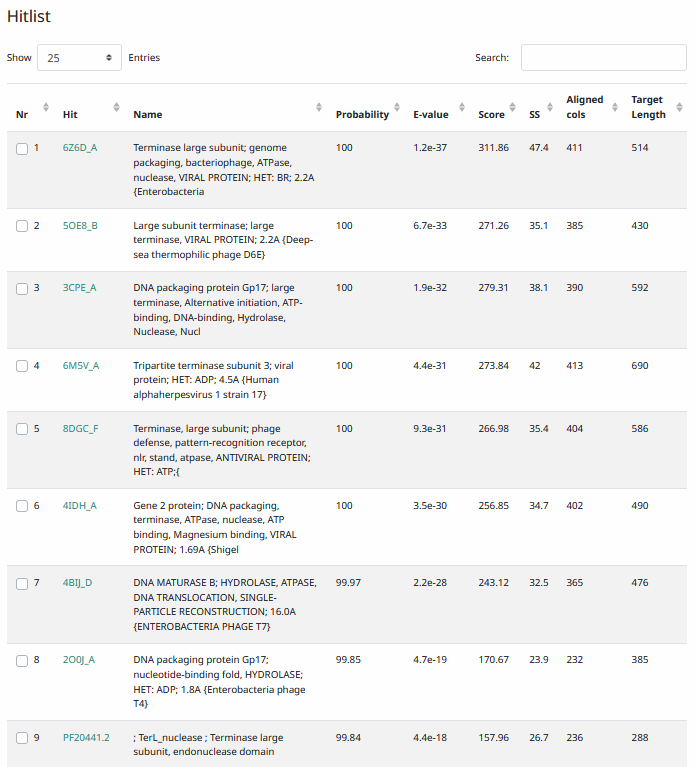 Hitlist
Show 25 Entries Search:
Nr Hit Name Probability E-value Score SS Aligned cols Target Length
1 6Z6D_A Terminase large subunit; genome 100 1.2e-37 311.86 47.4 411 514
packaging, bacteriophage, ATPase,
nuclease, VIRAL PROTEIN; HET: BR; 2.2A
{Enterobacteria
2 5OE8_B Large subunit terminase; large 100 6.7e-33 271.26 35.1 385 430
terminase, VIRAL PROTEIN; 2.2A {Deep-
sea thermophilic phage D6E}
3 3CPE_A DNA packaging protein Gp17; large 100 1.9e-32 279.31 38.1 390 592
terminase, Alternative initiation, ATP-
binding, DNA-binding, Hydrolase,
Nuclease, Nucl
4 6M5V_A Tripartite terminase subunit 3; viral 100 4.4e-31 273.84 42 413 690
protein; HET: ADP; 4.5A {Human
alphaherpesvirus 1 strain 17}
5 8DGC_F Terminase, large subunit; phage 100 9.3e-31 266.98 35.4 404 586
defense, pattern-recognition receptor,
nlr, stand, atpase, ANTIVIRAL PROTEIN;
HET: ATP;{
6 4IDH_A Gene 2 protein; DNA packaging, 100 3.5e-30 256.85 34.7 402 490
terminase, ATPase, nuclease, ATP
binding, Magnesium binding, VIRAL
PROTEIN; 1.69A {Shigel
7 4BIJ_D DNA MATURASE B; HYDROLASE, ATPASE, 99.97 2.2e-28 243.12 32.5 365 476
DNA TRANSLOCATION, SINGLE-
PARTICLE RECONSTRUCTION; 16.0A
{ENTEROBACTERIA PHAGE T7}
8 2O0J_A DNA packaging protein Gp17; 99.85 4.7e-19 170.67 23.9 232 385
nucleotide-binding fold, HYDROLASE;
HET: ADP; 1.8A {Enterobacteria phage
T4}
9 PF20441.2 ; TerL_nuclease ; Terminase large 99.84 4.4e-18 157.96 26.7 236 288
subunit, endonuclease domain